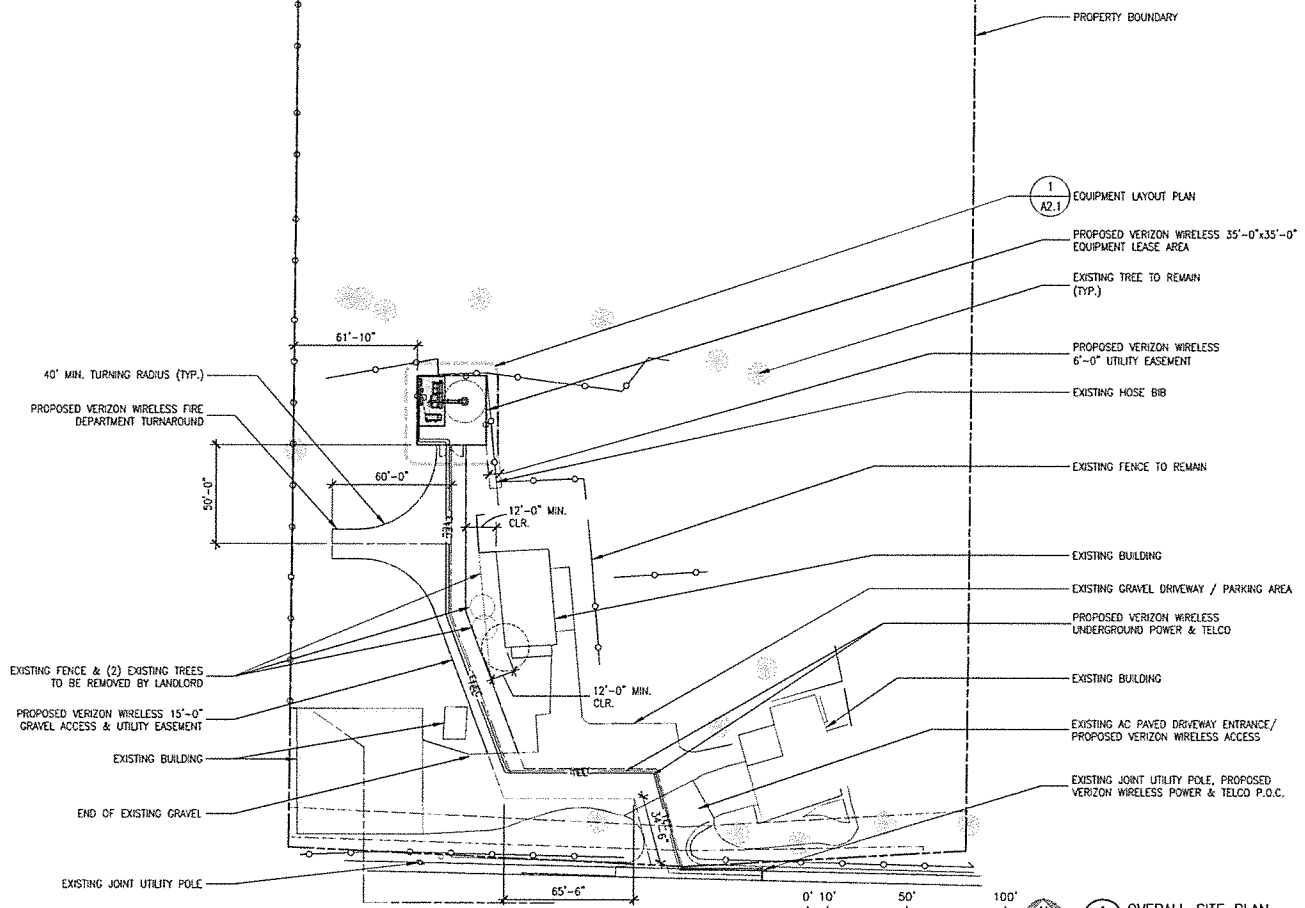 PROPERTY BOUNDARY
1
A2.1
EQUIPMENT LAYOUT PLAN
PROPOSED VERIZON WIRELESS 35'-0"x35'-0"
EQUIPMENT LEASE AREA
EXISTING TREE TO REMAIN
(TYP.)
PROPOSED VERIZON WIRELESS
6'-0" UTILITY EASEMENT
EXISTING HOSE BIB
EXISTING FENCE TO REMAIN
EXISTING BUILDING
EXISTING GRAVEL DRIVEWAY / PARKING AREA
PROPOSED VERIZON WIRELESS
UNDERGROUND POWER & TELCO
EXISTING BUILDING
EXISTING AC PAVED DRIVEWAY ENTRANCE/
PROPOSED VERIZON WIRELESS ACCESS
EXISTING JOINT UTILITY POLE, PROPOSED
VERIZON WIRELESS POWER & TELCO P.O.C.
61'-10"
40' MIN. TURNING RADIUS (TYP.)
PROPOSED VERIZON WIRELESS FIRE
DEPARTMENT TURNAROUND
60'-0"
50'-0"
12'-0" MIN.
CLR.
EXISTING FENCE & (2) EXISTING TREES
TO BE REMOVED BY LANDLORD
12'-0" MIN.
CLR.
PROPOSED VERIZON WIRELESS 15'-0"
GRAVEL ACCESS & UTILITY EASEMENT
EXISTING BUILDING
END OF EXISTING GRAVEL
34'-6"
EXISTING JOINT UTILITY POLE
65'-6"
0' 10' 50' 100'
OVERALL SITE PLAN